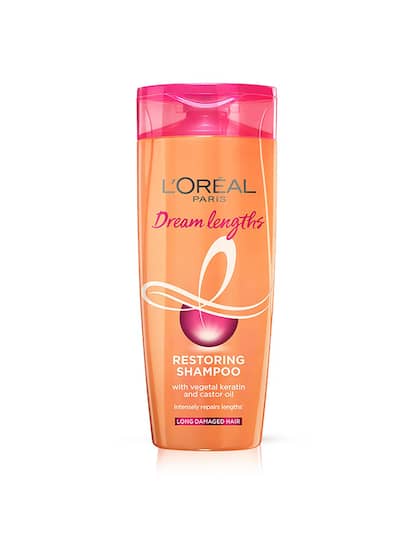 L'ORÉAL
PARIS
Dream lengths
RESTORING
SHAMPOO
with vegetal keratin
and castor oil
Intensely repairs lengths*
LONG DAMAGED HAIR